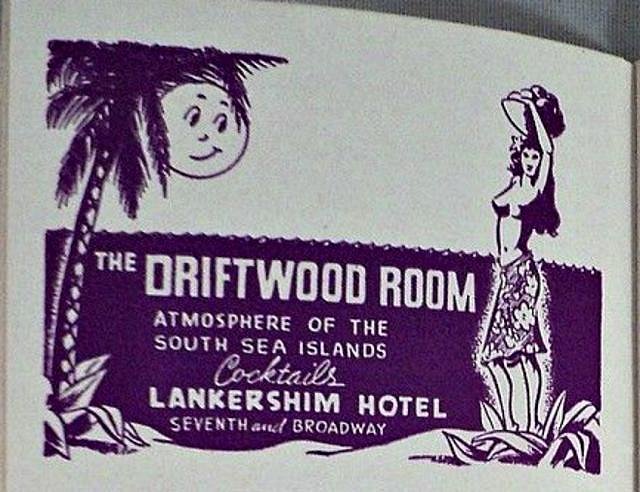 THE DRIFTWOOD ROOM
ATMOSPHERE OF THE
SOUTH SEA ISLANDS
Cocktails
LANKERSHIM HOTEL
SEVENTH and BROADWAY